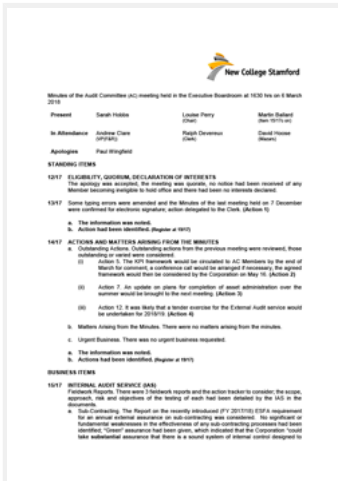 New College Stamford
Minutes of the Audit Committee (AC) meeting held in the Executive Boardroom at 1630 hrs on 6 March
2018
Present Sarah Hobbs Louise Perry Martin Ballard
(Chair) (Item 15/17c on)
In Attendance Andrew Clare Ralph Devereux David Hoose
(VP(F&R)) (Clerk) (Mazars)
Apologies Paul Wingfield
STANDING ITEMS
12/17 ELIGIBILITY, QUORUM, DECLARATION OF INTERESTS
The apology was accepted, the meeting was quorate, no notice had been received of any
Member becoming ineligible to hold office and there had been no interests declared.
13/17 Some typing errors were amended and the Minutes of the last meeting held on 7 December
were confirmed for electronic signature; action delegated to the Clerk. (Action 1)
a. The information was noted.
b. Action had been identified. (Register at 19/17)
14/17 ACTIONS AND MATTERS ARISING FROM THE MINUTES
a. Outstanding Actions. Outstanding actions from the previous meeting were reviewed, those
outstanding or varied were considered:
(i) Action 5. The KPI framework would be circulated to AC Members by the end of
March for comment; a conference call would be arranged if necessary, the agreed
framework would then be considered by the Corporation on May 16. (Action 2)
(ii) Action 7. An update on plans for completion of asset administration over the
summer would be brought to the next meeting. (Action 3)
(iii) Action 12. It was likely that a tender exercise for the External Audit service would
be undertaken for 2018/19. (Action 4)
b. Matters Arising from the Minutes. There were no matters arising from the minutes.
c. Urgent Business. There was no urgent business requested.
a. The information was noted.
b. Actions had been identified. (Register at 19/17)
BUSINESS ITEMS
15/17 INTERNAL AUDIT SERVICE (IAS)
Fieldwork Reports. There were 3 fieldwork reports and the action tracker to consider; the scope,
approach, risk and objectives of the testing of each had been detailed by the IAS in the
documents.
a. Sub-Contracting. The Report on the recently introduced (FY 2017/18) ESFA requirement
for an annual external assurance on sub-contracting was considered. No significant or
fundamental weaknesses in the effectiveness of any sub-contracting processes had been
identified; "Green" assurance had been given, which indicated that the Corporation "could
take substantial assurance that there is a sound system of internal control designed to